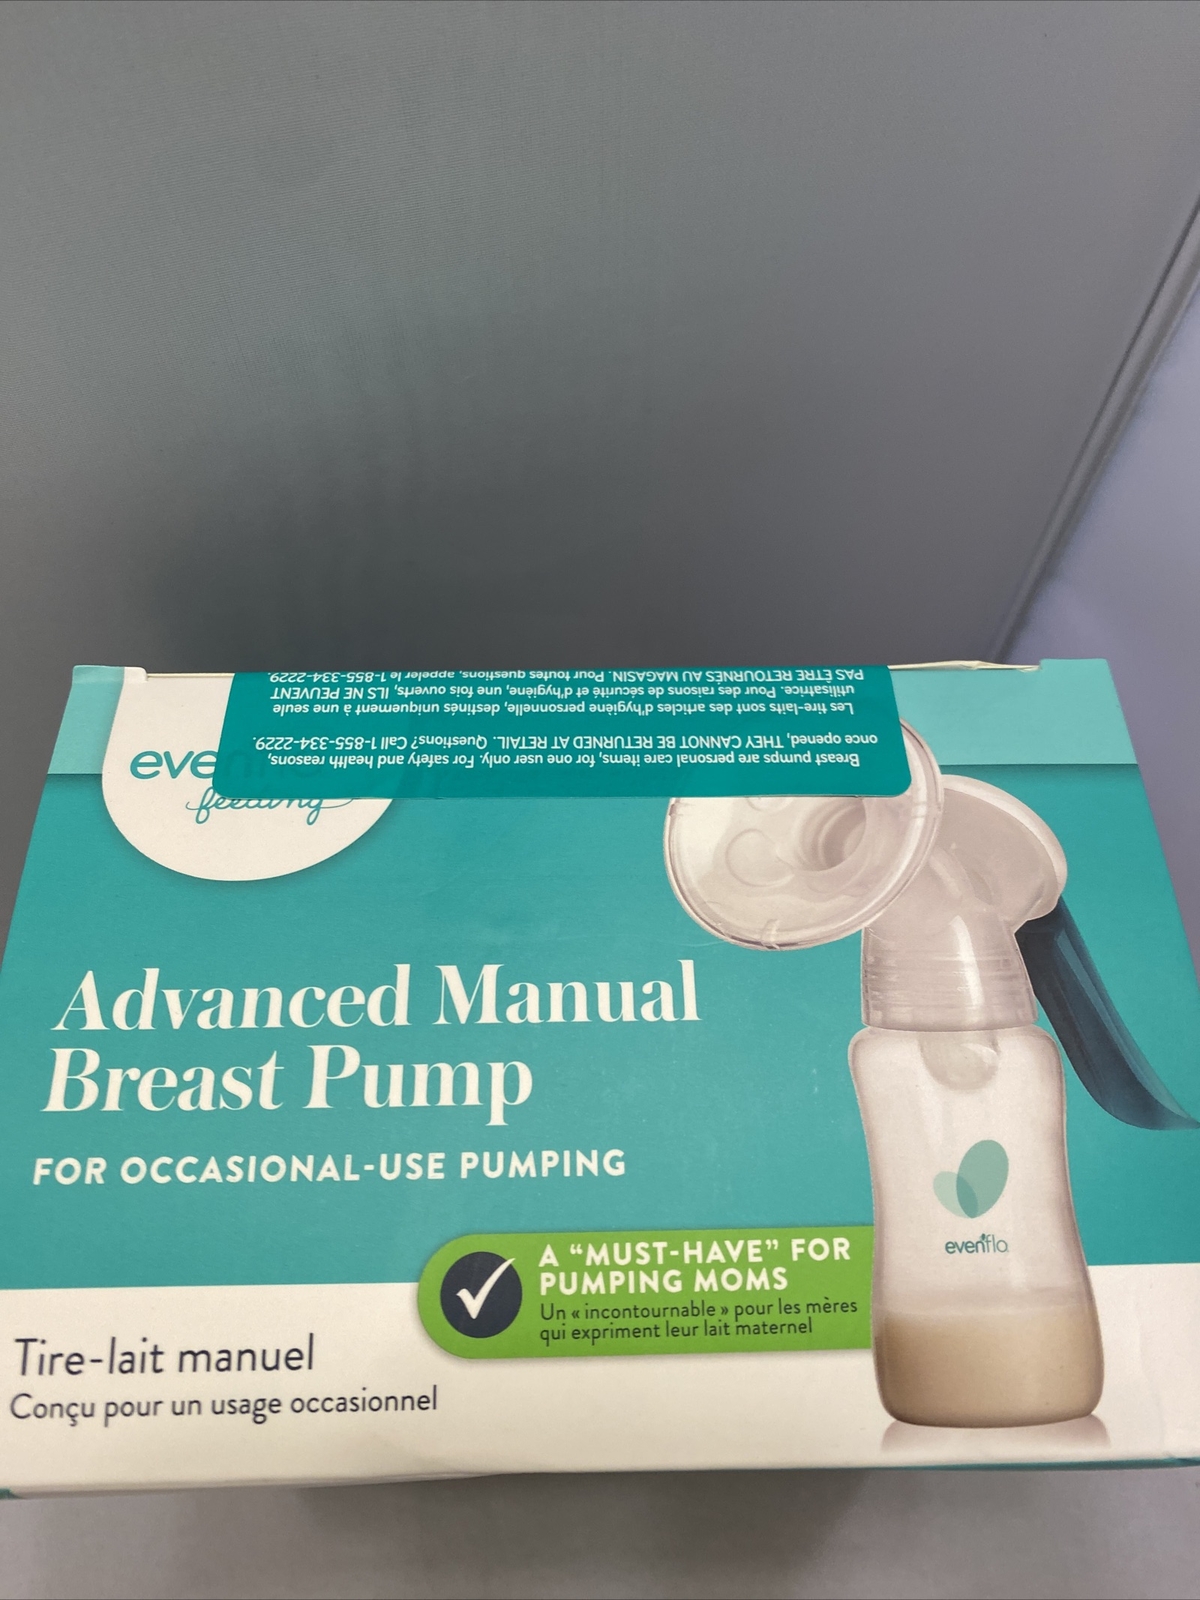 Breast pumps are personal care items, for one user only. For safety and health reasons,
once opened, THEY CANNOT BE RETURNED AT RETAIL. Questions? Call 1-855-334-2229.
Les tire-laits sont des articles d'hygiène personnelle, destinés uniquement à une seule
utilisatrice. Pour des raisons de sécurité et d'hygiène, une fois ouverts, ILS NE PEUVENT
PAS ÊTRE RETOURNÉS AU MAGASIN. Pour toutes questions, appeler le 1-855-334-2229.
evenflo
feeding
Advanced Manual
Breast Pump
FOR OCCASIONAL-USE PUMPING
evenflo
A “MUST-HAVE” FOR
PUMPING MOMS
Un « incontournable » pour les mères
qui expriment leur lait maternel
Tire-lait manuel
Conçu pour un usage occasionnel